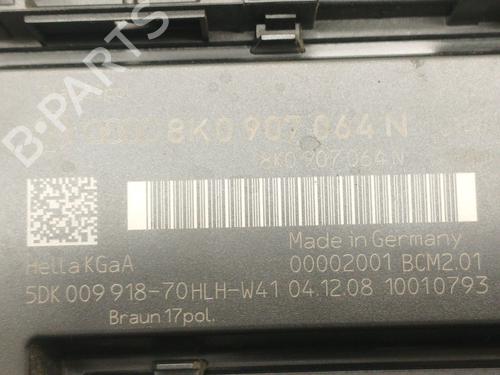 8K0 907 064 N
8K0 907 064 N
Made in Germany
Hella KGaA 00002001 BCM2.01
5DK 009 918-70 HLH-W41 04.12.08 10010793
Braun 17pol.
B-PARTS